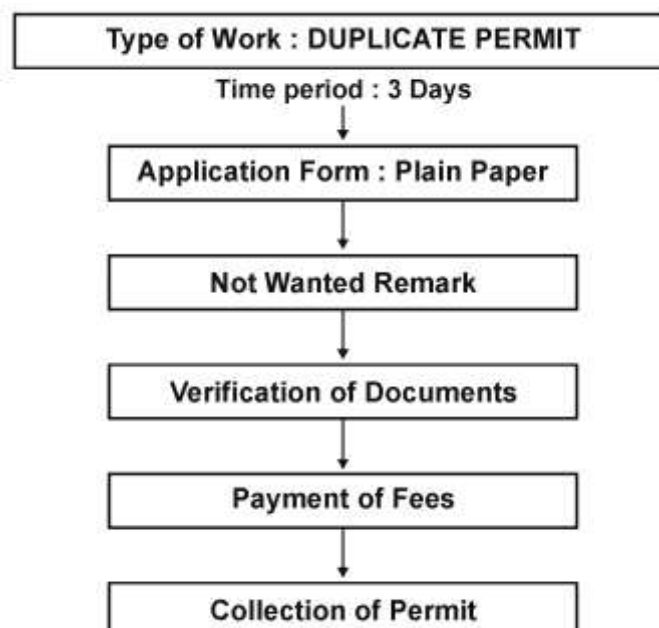 Type of Work : DUPLICATE PERMIT
Time period : 3 Days
Application Form : Plain Paper
Not Wanted Remark
Verification of Documents
Payment of Fees
Collection of Permit